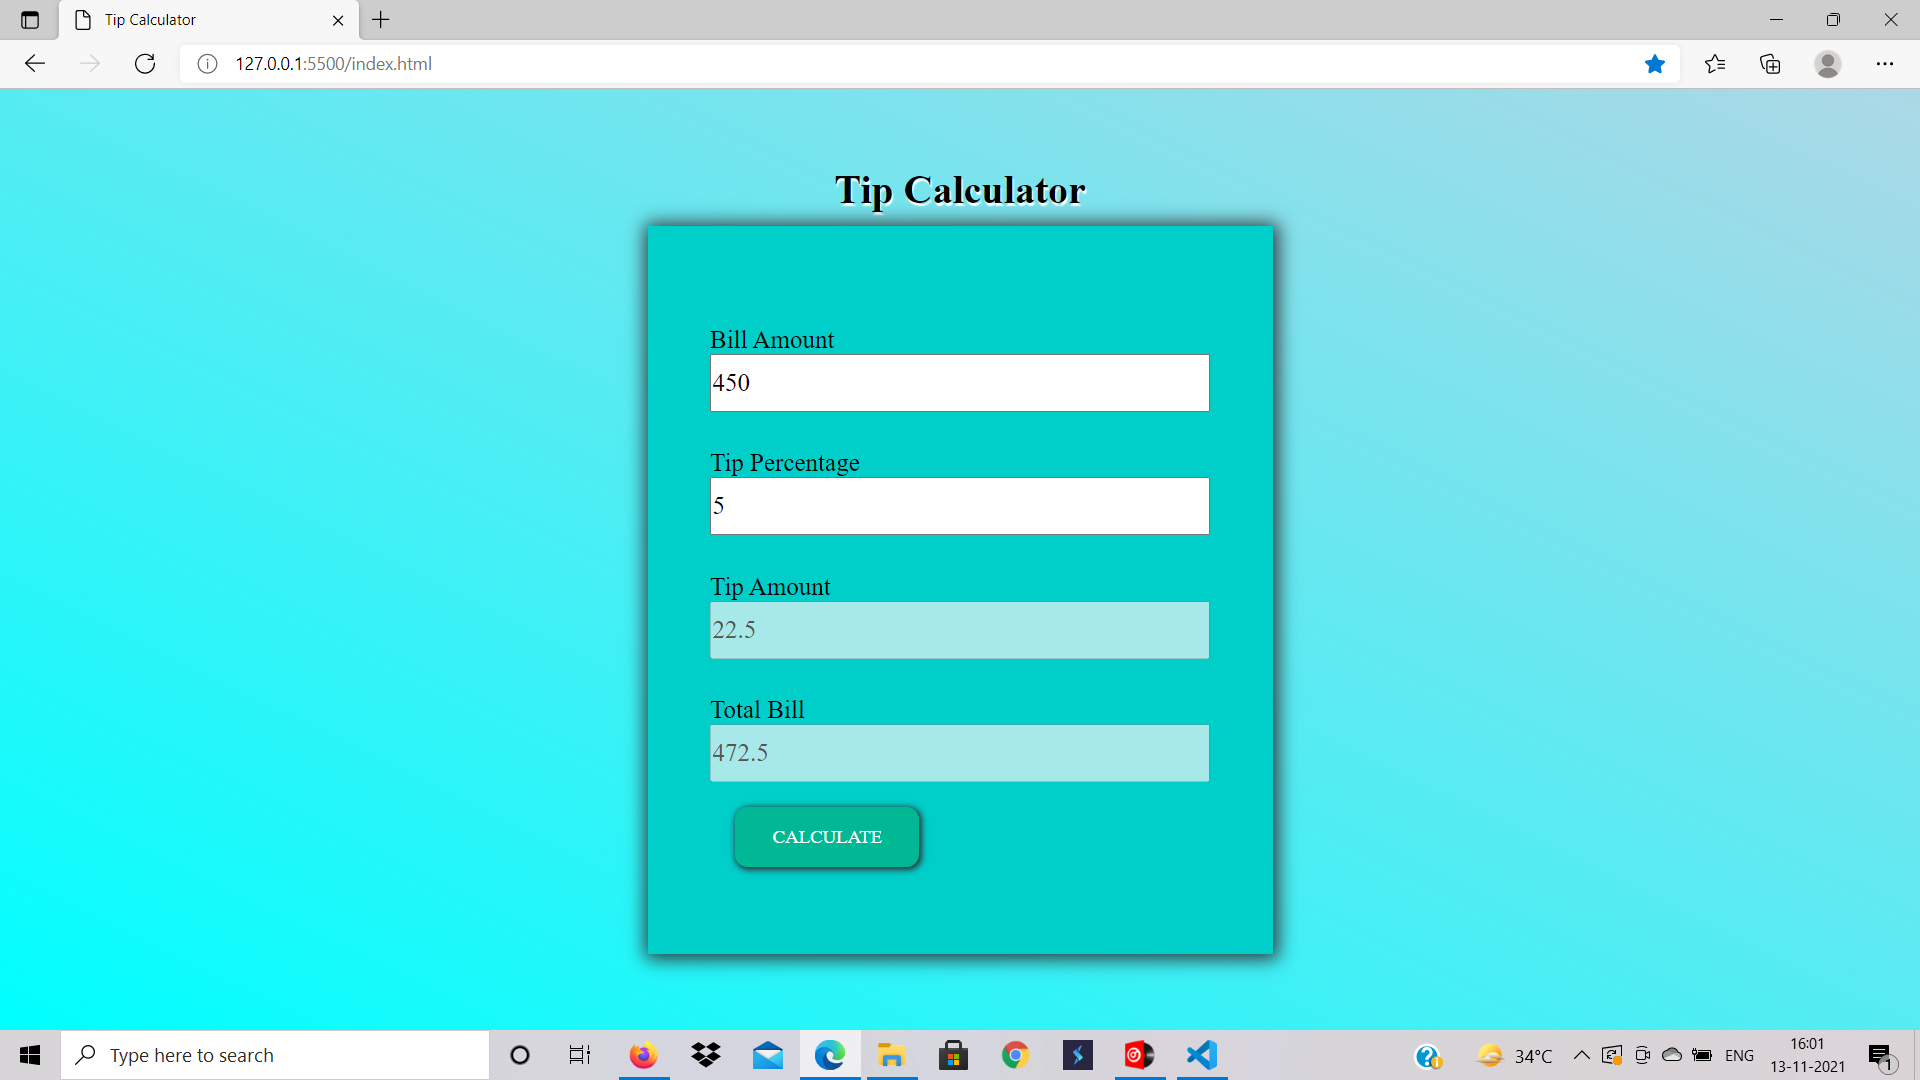 Tip Calculator
127.0.0.1:5500/index.html
Tip Calculator
Bill Amount
450
Tip Percentage
5
Tip Amount
22.5
Total Bill
472.5
CALCULATE
Type here to search
34°C
ENG
16:01
13-11-2021
1